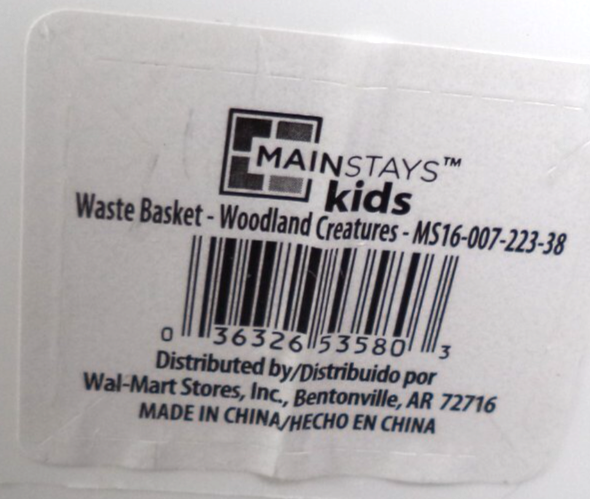 MAINSTAYS™
kids
Waste Basket - Woodland Creatures - MS16-007-223-38
0 36326 53580 3
Distributed by/Distribuido por
Wal-Mart Stores, Inc., Bentonville, AR 72716
MADE IN CHINA/HECHO EN CHINA